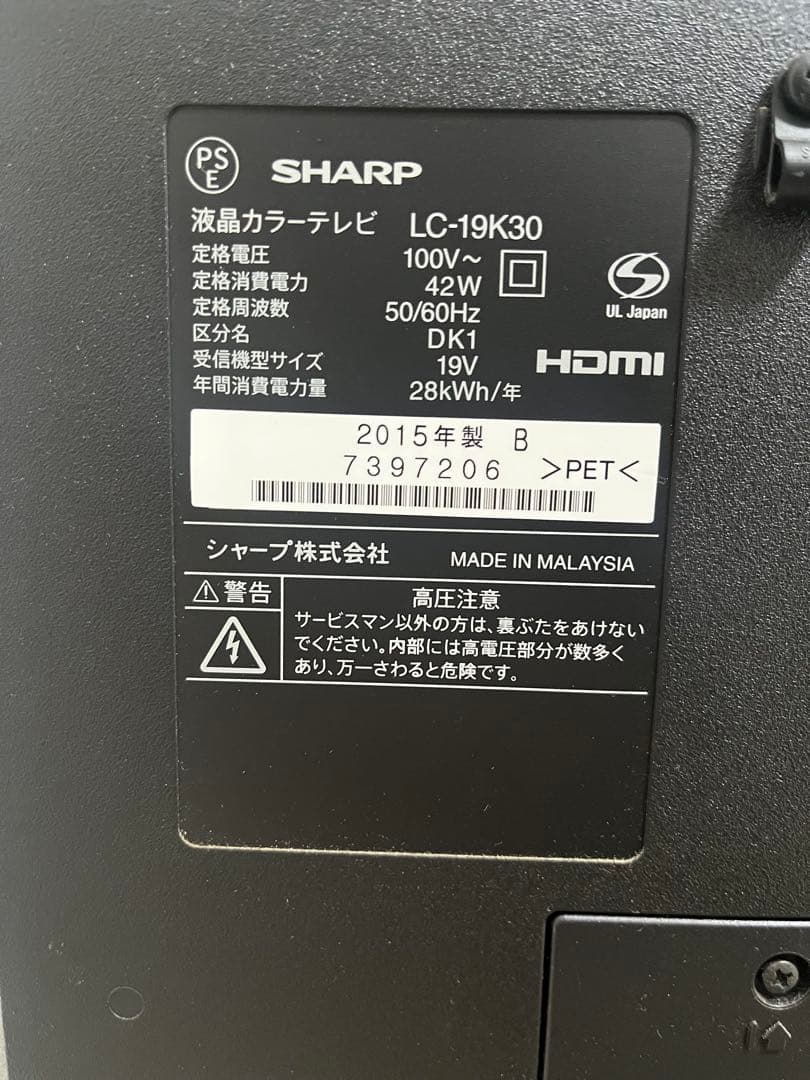 PS
E
SHARP
液晶カラーテレビ LC-19K30
定格電圧 100V～
定格消費電力 42W
定格周波数 50/60Hz
区分名 DK1
受信機型サイズ 19V
年間消費電力量 28kWh/年
UL Japan
HDMI
2015年製 B
7397206 >PET<
シャープ株式会社 MADE IN MALAYSIA
警告
高圧注意
サービスマン以外の方は、裏ぶたをあけない
でください。内部には高電圧部分が数多く
あり、万一さわると危険です。